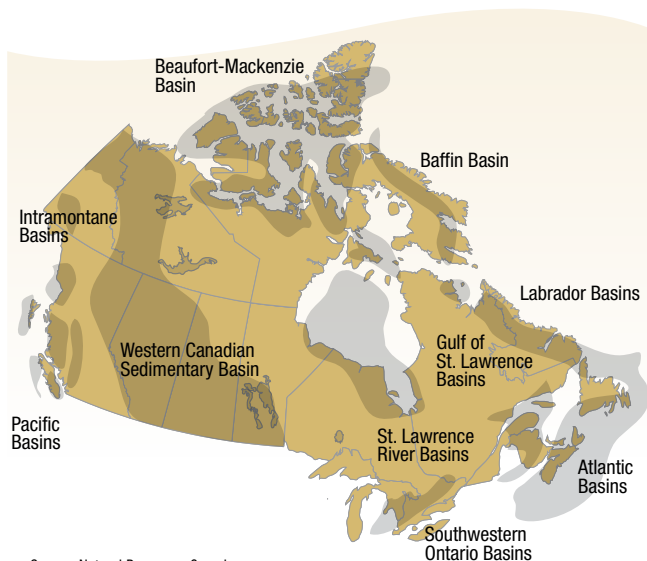 Beaufort-Mackenzie
Basin
Baffin Basin
Intramontane
Basins
Labrador Basins
Western Canadian
Sedimentary Basin
Gulf of
St. Lawrence
Basins
Pacific
Basins
St. Lawrence
River Basins
Atlantic
Basins
Southwestern
Ontario Basins